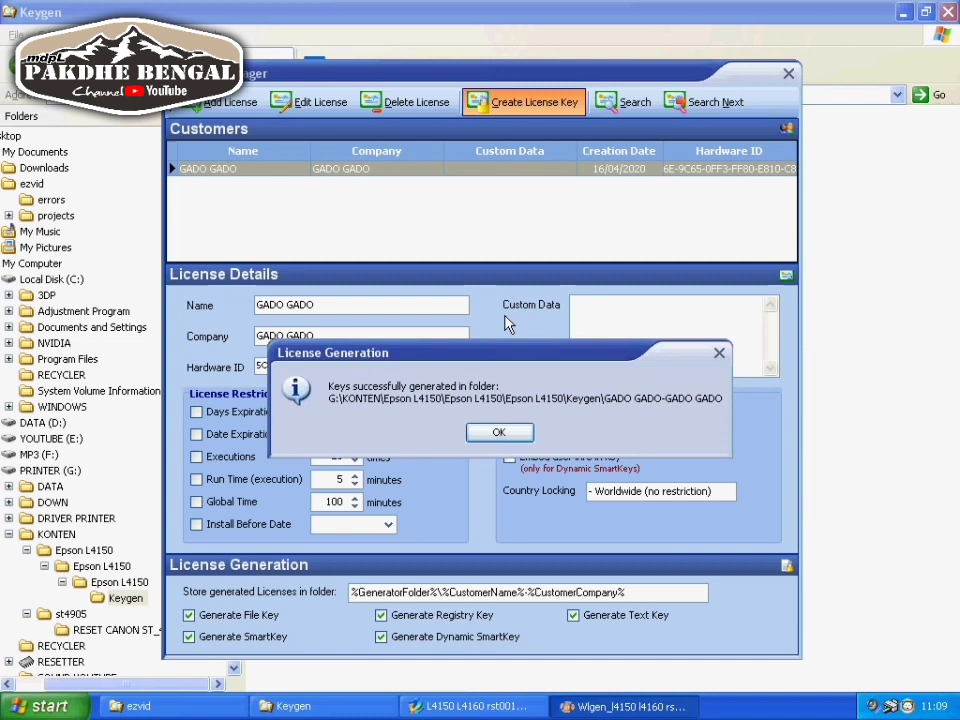 Keygen
mdpL
PAKDHE BENGAL
Channel YouTube
ager
Add License
Edit License
Delete License
Create License Key
Search
Search Next
Go
Folders
ktop
My Documents
Downloads
ezvid
errors
projects
My Music
My Pictures
My Computer
Local Disk (C:)
3DP
Adjustment Program
Documents and Settings
NVIDIA
Program Files
RECYCLER
System Volume Information
WINDOWS
DATA (D:)
YOUTUBE (E:)
MP3 (F:)
PRINTER (G:)
DATA
DOWN
DRIVER PRINTER
KONTEN
Epson L4150
Epson L4150
Epson L4150
Keygen
st4905
RESET CANON ST_4
RECYCLER
RESETTER
Customers
Name Company Custom Data Creation Date Hardware ID
GADO GADO GADO GADO 16/04/2020 6E-9C65-0FF3-FF80-E810-C8
License Details
Name GADO GADO Custom Data
Company GADO GADO
Hardware ID 5C
License Generation
Keys successfully generated in folder:
G:\KONTEN\Epson L4150\Epson L4150\Epson L4150\Keygen\GADO GADO-GADO GADO
OK
License Restric
Days Expiratio
Date Expiratio
Executions times
Run Time (execution) 5 minutes
Global Time 100 minutes
Install Before Date
(only for Dynamic SmartKeys)
Country Locking - Worldwide (no restriction)
License Generation
Store generated Licenses in folder: %GeneratorFolder%\%CustomerName%-%CustomerCompany%
Generate File Key Generate Registry Key Generate Text Key
Generate SmartKey Generate Dynamic SmartKey
start
ezvid
Keygen
L4150 L4160 rst001...
Wlgen_l4150 l4160 rs...
11:09